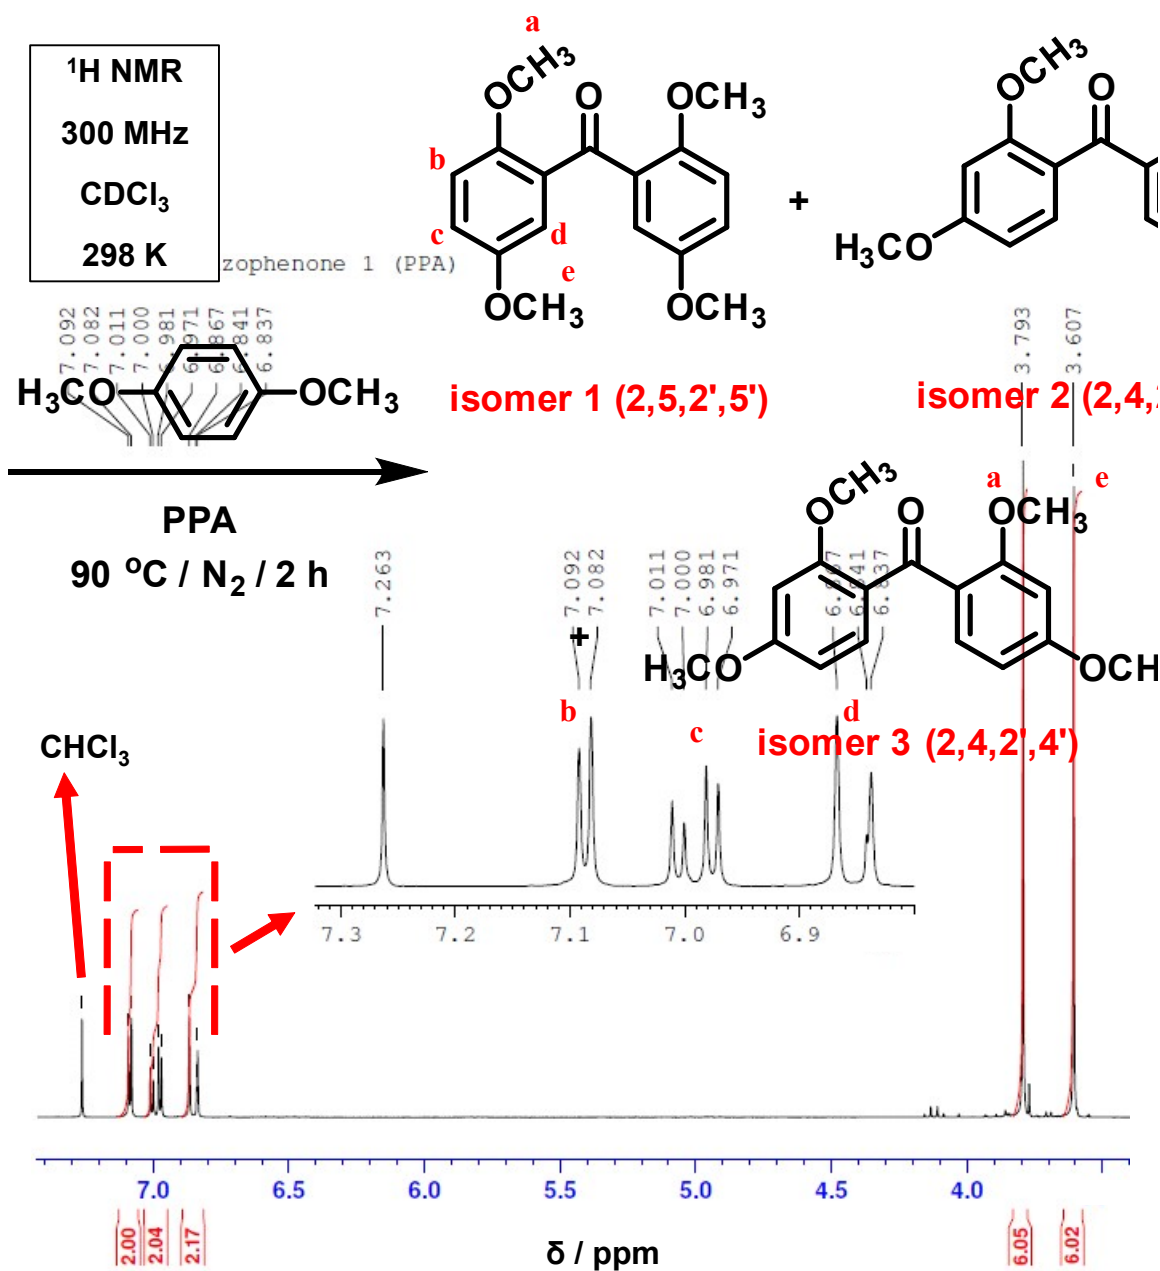 ¹H NMR
300 MHz
CDCl₃
298 K
zophenone 1 (PPA)
a
OCH₃
O
OCH₃
b
c
d
e
OCH₃
OCH₃
+
OCH₃
O
H₃CO
7.092
7.082
7.011
7.000
6.981
6.971
6.867
6.841
6.837
3.793
3.607
H₃CO
OCH₃
isomer 1 (2,5,2',5')
isomer 2 (2,4,2
PPA
90 °C / N₂ / 2 h
OCH₃
O
a
OCH₃
e
+
H₃CO
OCH
isomer 3 (2,4,2',4')
7.263
7.092
7.082
7.011
7.000
6.981
6.971
6.837
b
c
d
CHCl₃
7.3 7.2 7.1 7.0 6.9
7.0 6.5 6.0 5.5 5.0 4.5 4.0
2.00 2.04 2.17 6.05 6.02
δ / ppm